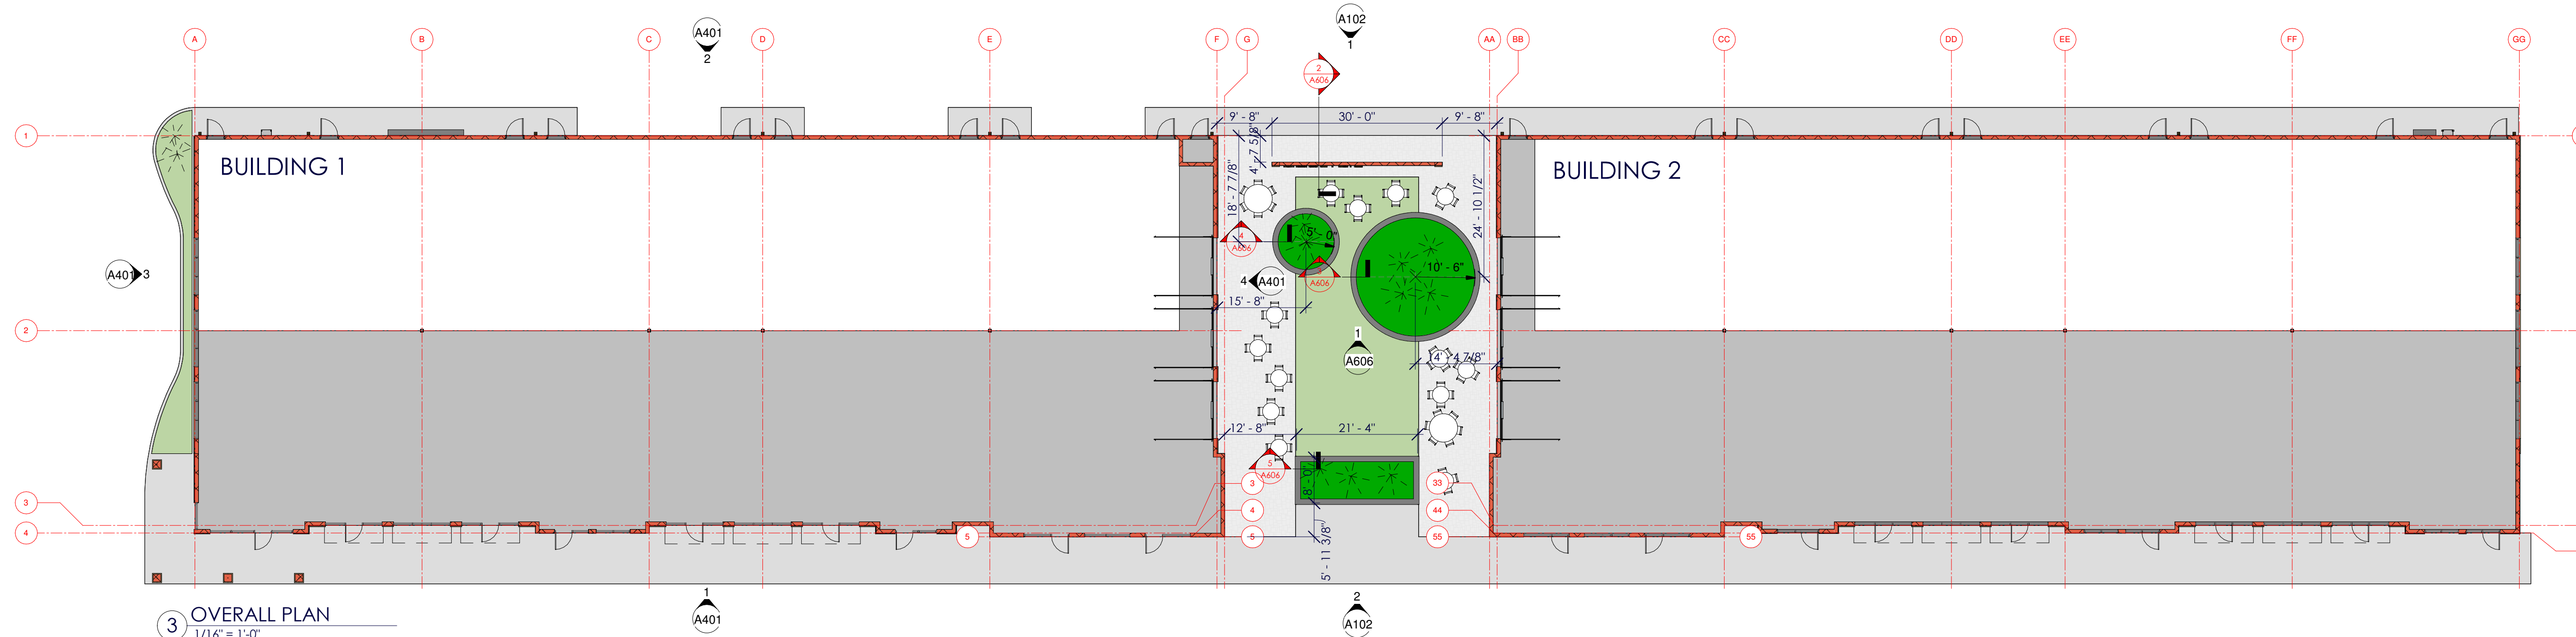 A401
2
A102
1
A B C D E F G AA BB CC DD EE FF GG
2
A606
1
9' - 8" 30' - 0" 9' - 8"
4' - 7 5/8"
BUILDING 1
BUILDING 2
18' - 7 7/8"
24' - 10 1/2"
4
A606
5' - 0"
3
A606
10' - 6"
A401 3
4 A401
15' - 8"
2
1
A606
14' - 4 7/8"
12' - 8" 21' - 4"
5
A606
8' - 0"
3 3 33
4 44
4 5 5 55 55
5' - 11 3/8"
1
A401
2
A102
3 OVERALL PLAN
1/16" = 1'-0"